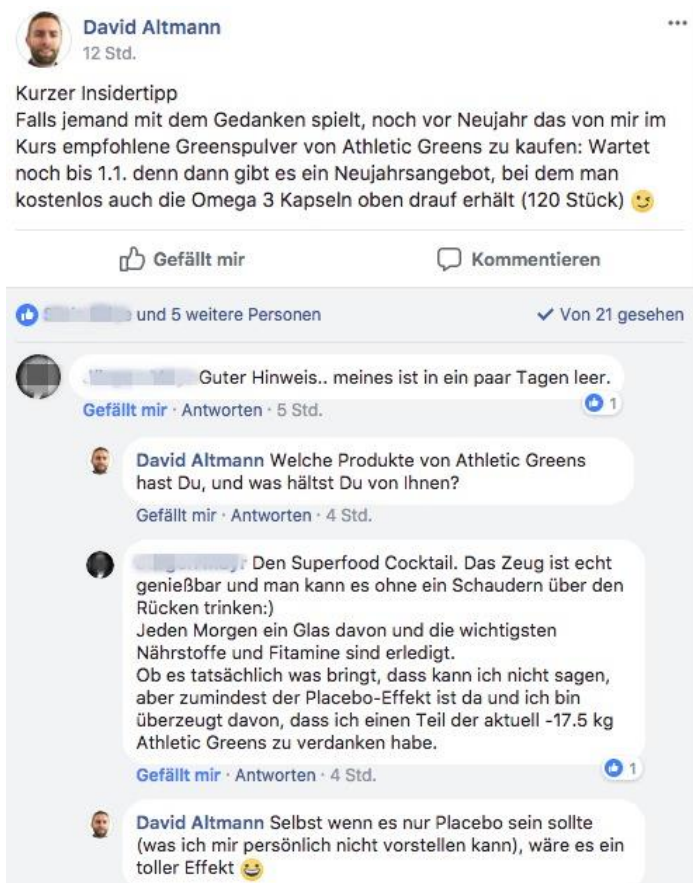 David Altmann
12 Std.
Kurzer Insidertipp
Falls jemand mit dem Gedanken spielt, noch vor Neujahr das von mir im
Kurs empfohlene Greenspulver von Athletic Greens zu kaufen: Wartet
noch bis 1.1. denn dann gibt es ein Neujahrsangebot, bei dem man
kostenlos auch die Omega 3 Kapseln oben drauf erhält (120 Stück) 😉
Gefällt mir Kommentieren
und 5 weitere Personen Von 21 gesehen
Guter Hinweis.. meines ist in ein paar Tagen leer.
Gefällt mir · Antworten · 5 Std. 1
David Altmann Welche Produkte von Athletic Greens
hast Du, und was hältst Du von Ihnen?
Gefällt mir · Antworten · 4 Std.
Den Superfood Cocktail. Das Zeug ist echt
genießbar und man kann es ohne ein Schaudern über den
Rücken trinken:)
Jeden Morgen ein Glas davon und die wichtigsten
Nährstoffe und Fitamine sind erledigt.
Ob es tatsächlich was bringt, dass kann ich nicht sagen,
aber zumindest der Placebo-Effekt ist da und ich bin
überzeugt davon, dass ich einen Teil der aktuell -17.5 kg
Athletic Greens zu verdanken habe.
Gefällt mir · Antworten · 4 Std. 1
David Altmann Selbst wenn es nur Placebo sein sollte
(was ich mir persönlich nicht vorstellen kann), wäre es ein
toller Effekt 😆